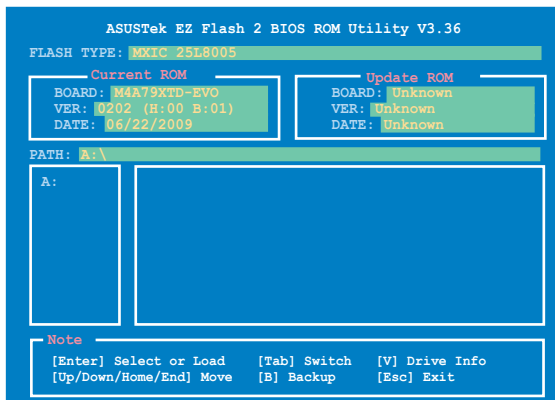 ASUSTek EZ Flash 2 BIOS ROM Utility V3.36
FLASH TYPE: MXIC 25L8005
Current ROM
BOARD: M4A79XTD-EVO
VER: 0202 (H:00 B:01)
DATE: 06/22/2009
Update ROM
BOARD: Unknown
VER: Unknown
DATE: Unknown
PATH: A:\
A:
Note
[Enter] Select or Load [Tab] Switch [V] Drive Info
[Up/Down/Home/End] Move [B] Backup [Esc] Exit